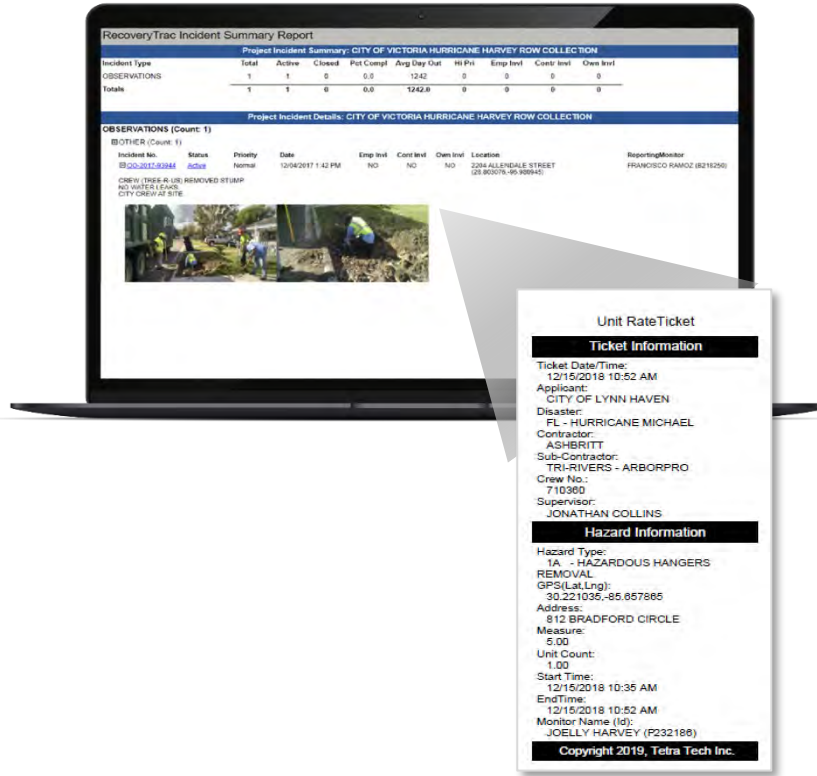 RecoveryTrac Incident Summary Report
Project Incident Summary: CITY OF VICTORIA HURRICANE HARVEY ROW COLLECTION
Incident Type Total Active Closed Pct Compl Avg Day Out Hi Pri Emp Invl Contr Invl Own Invl
OBSERVATIONS 1 1 0 0.0 1242 0 0 0 0
Totals 1 1 0 0.0 1242.0 0 0 0 0
Project Incident Details: CITY OF VICTORIA HURRICANE HARVEY ROW COLLECTION
OBSERVATIONS (Count: 1)
OTHER (Count: 1)
Incident No. Status Priority Date Emp Invl Cont Invl Own Invl Location ReportingMonitor
OO-2017-93944 Active Normal 12/04/2017 1:42 PM NO NO NO 2204 ALLENDALE STREET FRANCISCO RAMOZ (B218250)
(28.803076,-96.986945)
CREW (TREE-R-US) REMOVED STUMP
NO WATER LEAKS
CITY CREW AT SITE
Unit RateTicket
Ticket Information
Ticket Date/Time:
12/15/2018 10:52 AM
Applicant:
CITY OF LYNN HAVEN
Disaster:
FL - HURRICANE MICHAEL
Contractor:
ASHBRITT
Sub-Contractor:
TRI-RIVERS - ARBORPRO
Crew No.:
710360
Supervisor:
JONATHAN COLLINS
Hazard Information
Hazard Type:
1A - HAZARDOUS HANGERS
REMOVAL
GPS(Lat,Lng):
30.221035,-85.657865
Address:
812 BRADFORD CIRCLE
Measure:
5.00
Unit Count:
1.00
Start Time:
12/15/2018 10:35 AM
EndTime:
12/15/2018 10:52 AM
Monitor Name (Id):
JOELLY HARVEY (P232186)
Copyright 2019, Tetra Tech Inc.